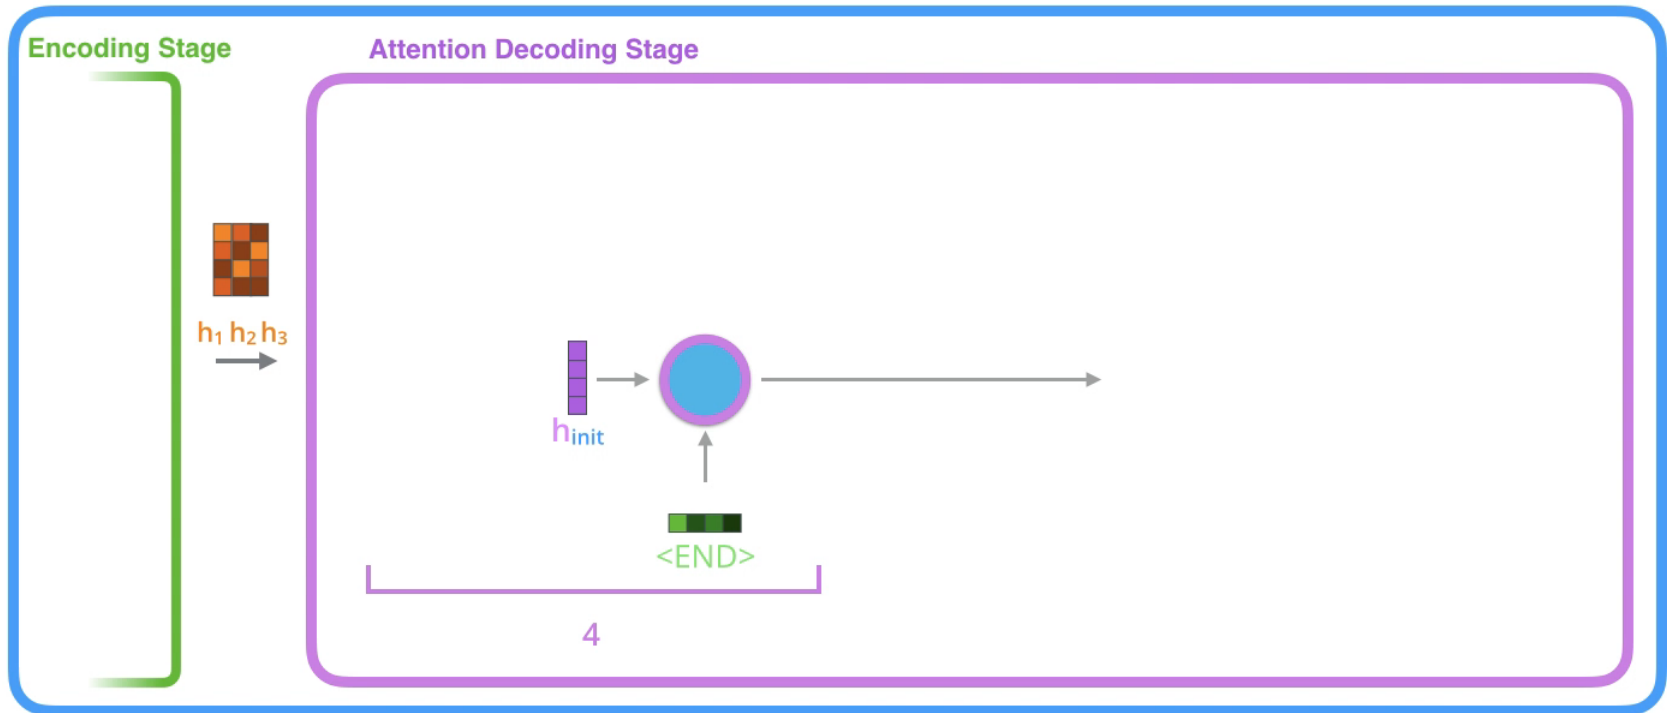 Encoding Stage
Attention Decoding Stage
h1 h2 h3
hinit
<END>
4